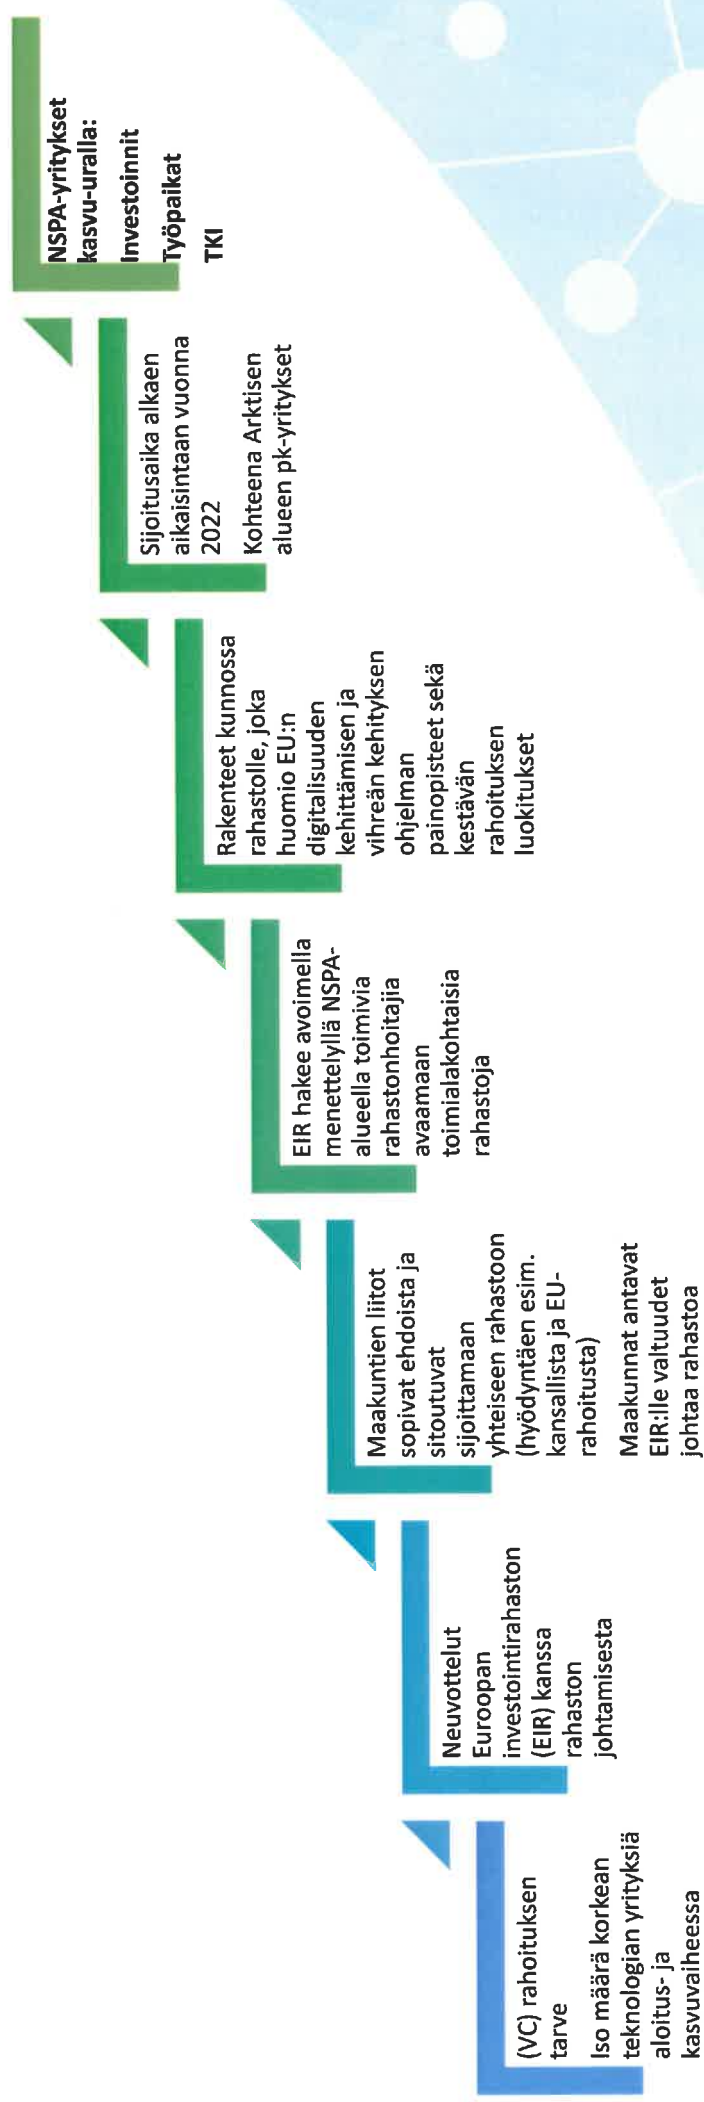 (VC) rahoituksen
tarve
Iso määrä korkean
teknologian yrityksiä
aloitus- ja
kasvuvaiheessa
Neuvottelut
Euroopan
investointirahaston
(EIR) kanssa
rahaston
johtamisesta
Maakuntien liitot
sopivat ehdoista ja
sitoutuvat
sijoittamaan
yhteiseen rahastoon
(hyödyntäen esim.
kansallista ja EU-
rahoitusta)
Maakunnat antavat
EIR:lle valtuudet
johtaa rahastoa
EIR hakee avoimella
menettelyllä NSPA-
alueella toimivia
rahastonhoitajia
avaamaan
toimialakohtaisia
rahastoja
Rakenteet kunnossa
rahastolle, joka
huomio EU:n
digitalisuuden
kehittämisen ja
vihreän kehityksen
ohjelman
painopisteet sekä
kestävän
rahoituksen
luokitukset
Sijoitusaika alkaen
aikaisintaan vuonna
2022
Kohteena Arktisen
alueen pk-yritykset
NSPA-yritykset
kasvu-uralla:
Investoinnit
Työpaikat
TKI